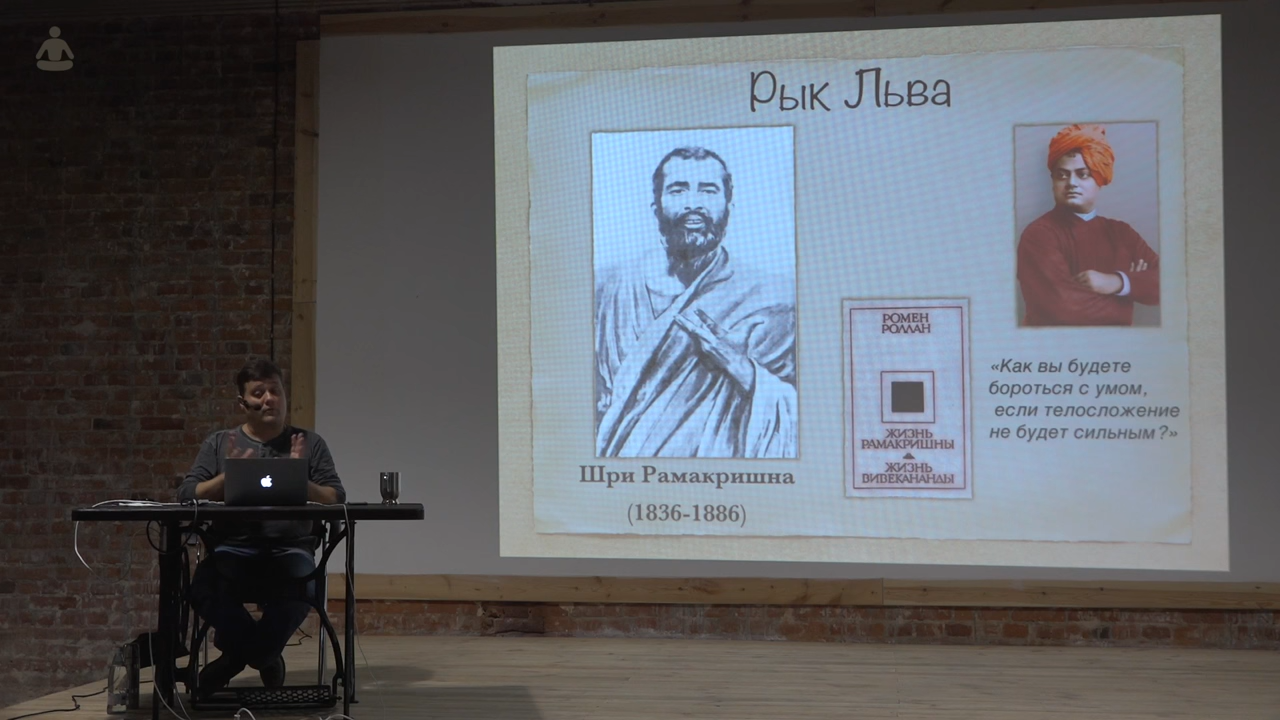 Рык Льва
Шри Рамакришна
(1836-1886)
РОМЕН
РОЛЛАН
ЖИЗНЬ
РАМАКРИШНЫ
ЖИЗНЬ
ВИВЕКАНАНДЫ
«Как вы будете
бороться с умом,
если телосложение
не будет сильным?»